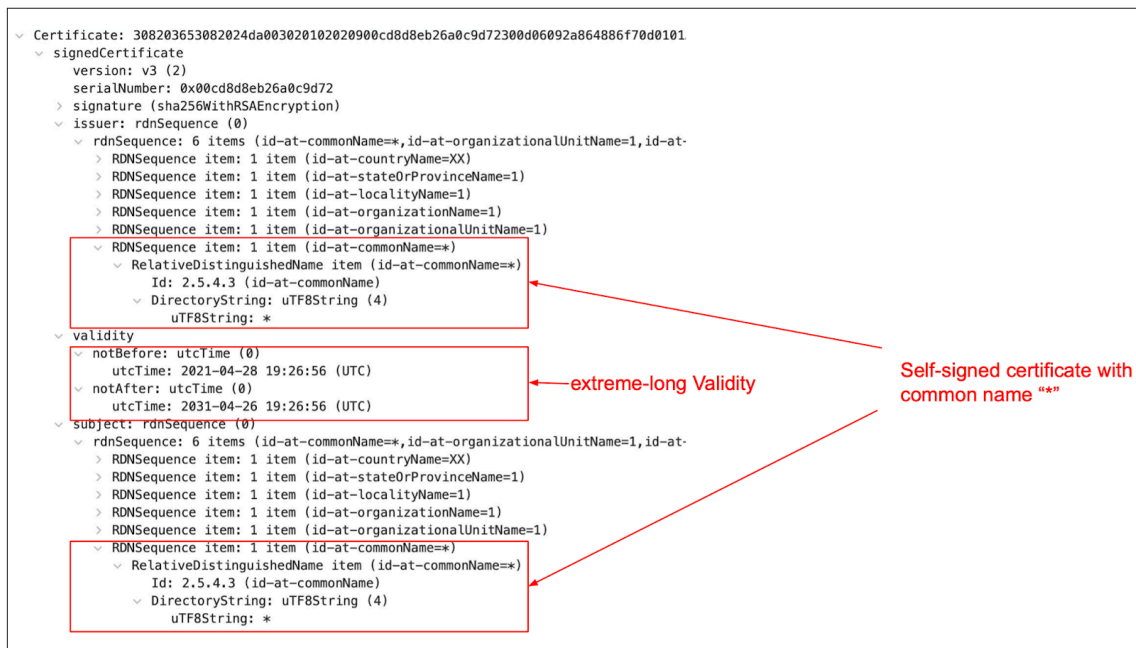 Certificate: 308203653082024da003020102020900cd8d8eb26a0c9d72300d06092a864886f70d0101…
signedCertificate
version: v3 (2)
serialNumber: 0x00cd8d8eb26a0c9d72
signature (sha256WithRSAEncryption)
issuer: rdnSequence (0)
rdnSequence: 6 items (id-at-commonName=*,id-at-organizationalUnitName=1,id-at-
RDNSequence item: 1 item (id-at-countryName=XX)
RDNSequence item: 1 item (id-at-stateOrProvinceName=1)
RDNSequence item: 1 item (id-at-localityName=1)
RDNSequence item: 1 item (id-at-organizationName=1)
RDNSequence item: 1 item (id-at-organizationalUnitName=1)
RDNSequence item: 1 item (id-at-commonName=*)
RelativeDistinguishedName item (id-at-commonName=*)
Id: 2.5.4.3 (id-at-commonName)
DirectoryString: uTF8String (4)
uTF8String: *
validity
notBefore: utcTime (0)
utcTime: 2021-04-28 19:26:56 (UTC)
notAfter: utcTime (0)
utcTime: 2031-04-26 19:26:56 (UTC)
extreme-long Validity
Self-signed certificate with
common name “*”
subject: rdnSequence (0)
rdnSequence: 6 items (id-at-commonName=*,id-at-organizationalUnitName=1,id-at-
RDNSequence item: 1 item (id-at-countryName=XX)
RDNSequence item: 1 item (id-at-stateOrProvinceName=1)
RDNSequence item: 1 item (id-at-localityName=1)
RDNSequence item: 1 item (id-at-organizationName=1)
RDNSequence item: 1 item (id-at-organizationalUnitName=1)
RDNSequence item: 1 item (id-at-commonName=*)
RelativeDistinguishedName item (id-at-commonName=*)
Id: 2.5.4.3 (id-at-commonName)
DirectoryString: uTF8String (4)
uTF8String: *